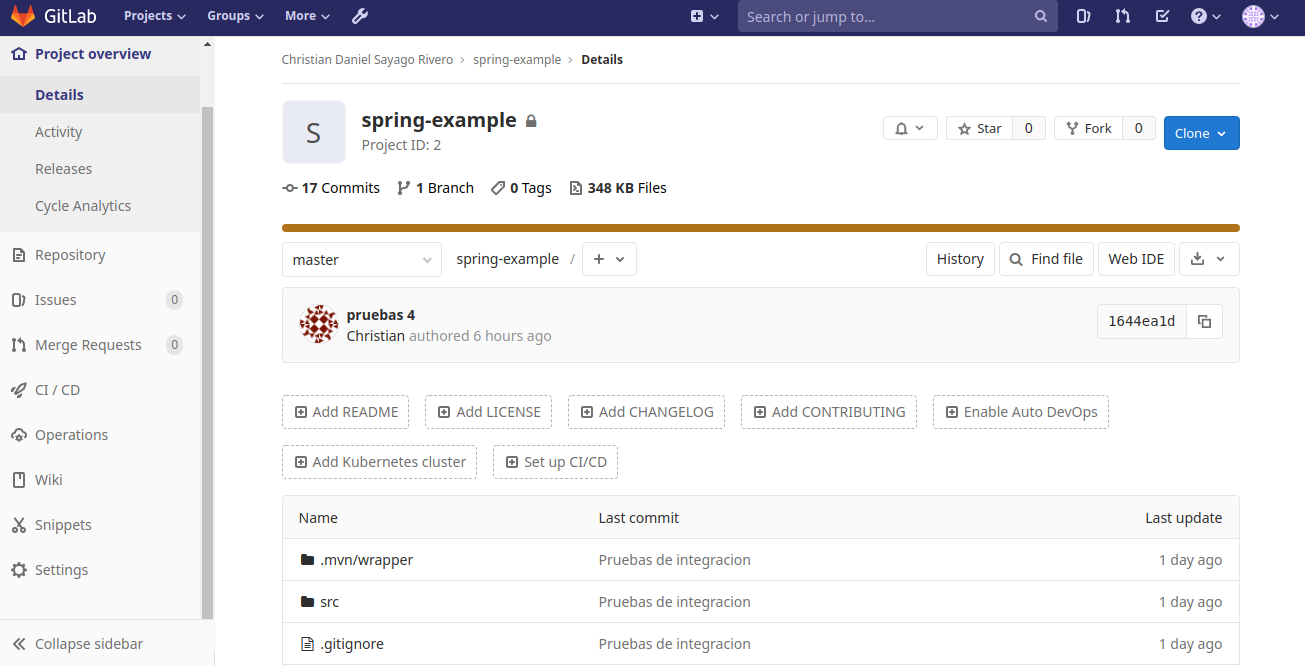 GitLab Projects Groups More Search or jump to...
Project overview
Details
Activity
Releases
Cycle Analytics
Repository
Issues 0
Merge Requests 0
CI / CD
Operations
Wiki
Snippets
Settings
Collapse sidebar
Christian Daniel Sayago Rivero › spring-example › Details
S
spring-example
Project ID: 2
Star 0 Fork 0 Clone
17 Commits 1 Branch 0 Tags 348 KB Files
master spring-example / + History Find file Web IDE
pruebas 4
Christian authored 6 hours ago
1644ea1d
Add README Add LICENSE Add CHANGELOG Add CONTRIBUTING Enable Auto DevOps
Add Kubernetes cluster Set up CI/CD
Name Last commit Last update
.mvn/wrapper Pruebas de integracion 1 day ago
src Pruebas de integracion 1 day ago
.gitignore Pruebas de integracion 1 day ago